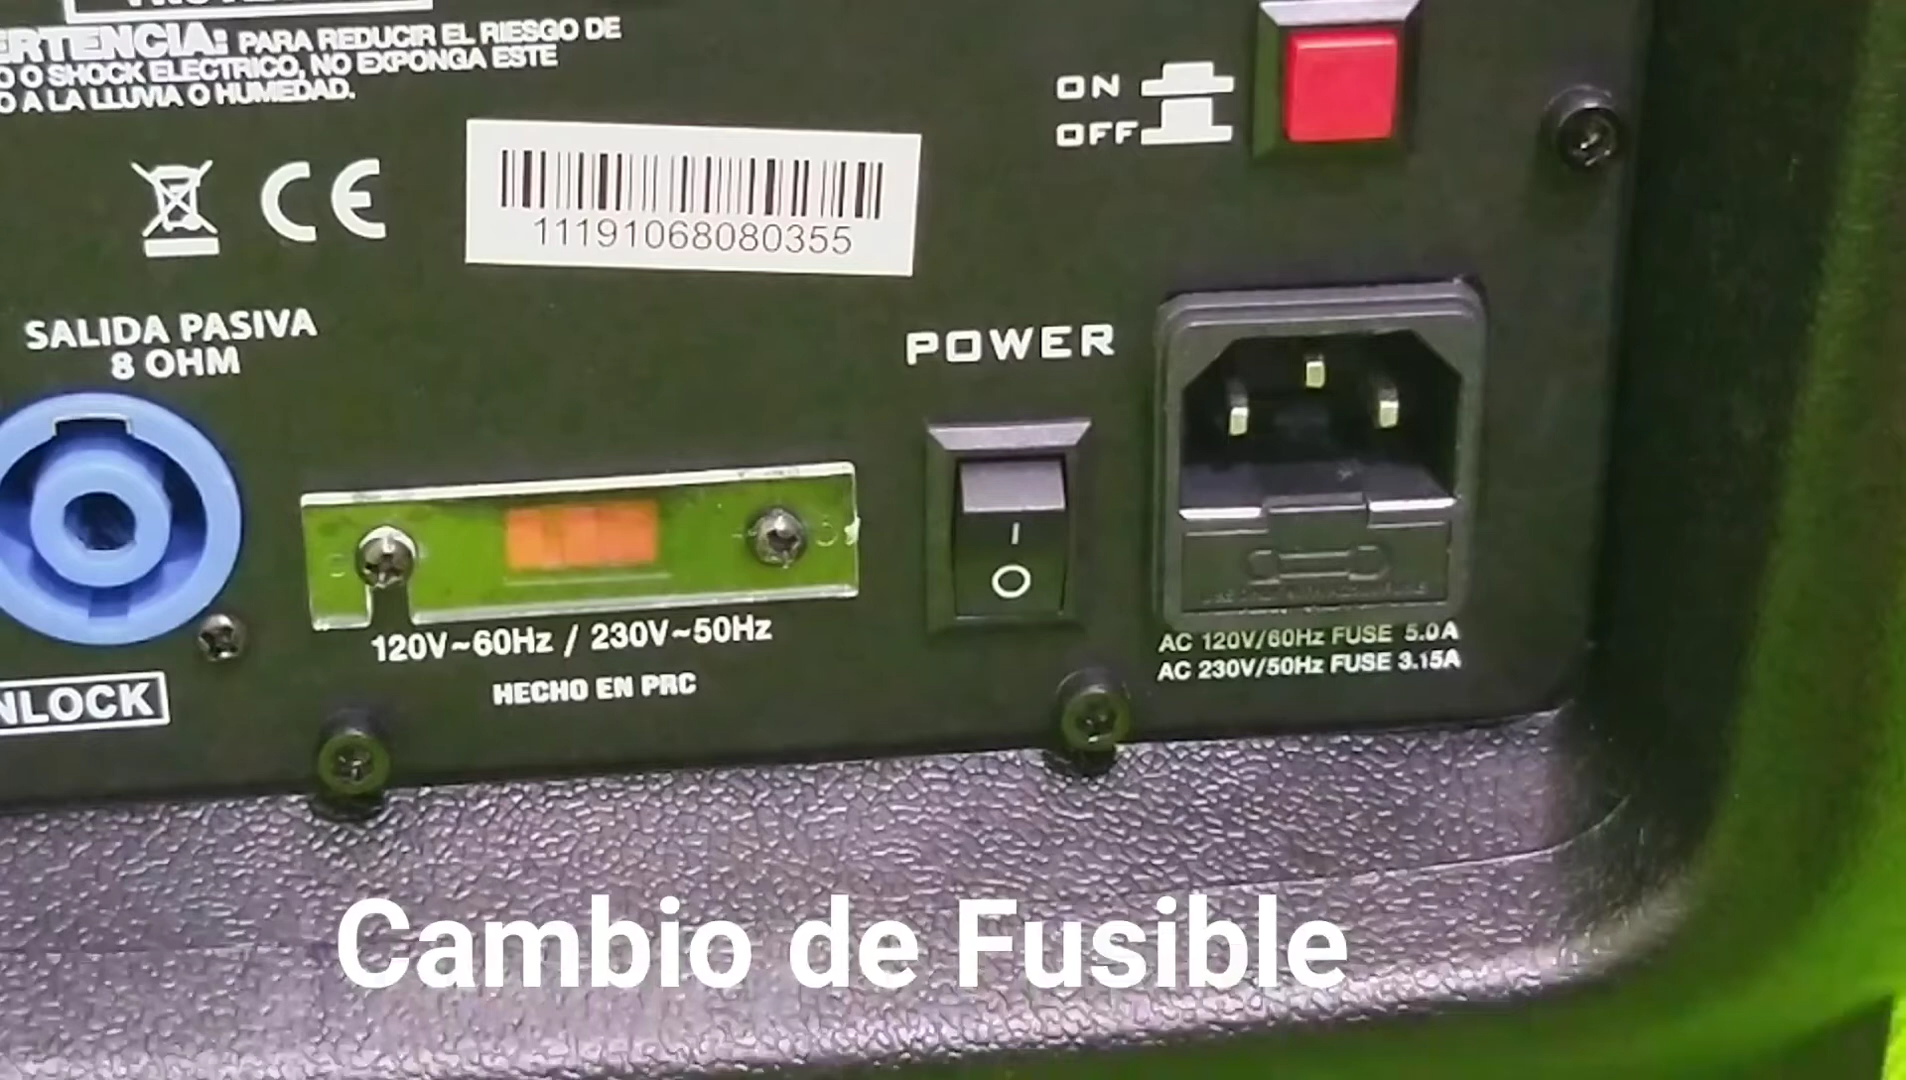 ERTENCIA: PARA REDUCIR EL RIESGO DE
O O SHOCK ELECTRICO, NO EXPONGA ESTE
O A LA LLUVIA O HUMEDAD.
ON
OFF
CE
11191068080355
SALIDA PASIVA
8 OHM
POWER
I
O
120V~60Hz / 230V~50Hz
HECHO EN PRC
AC 120V/60Hz FUSE 5.0A
AC 230V/50Hz FUSE 3.15A
NLOCK
Cambio de Fusible